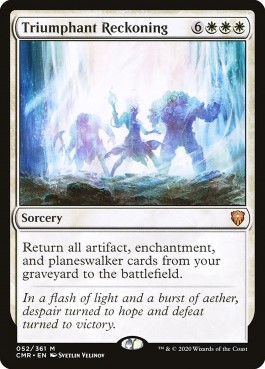 Triumphant Reckoning 6
Sorcery
Return all artifact, enchantment,
and planeswalker cards from your
graveyard to the battlefield.
In a flash of light and a burst of aether,
despair turned to hope and defeat
turned to victory.
052/361 M
CMR • EN Svetlin Velinov
™ & © 2020 Wizards of the Coast